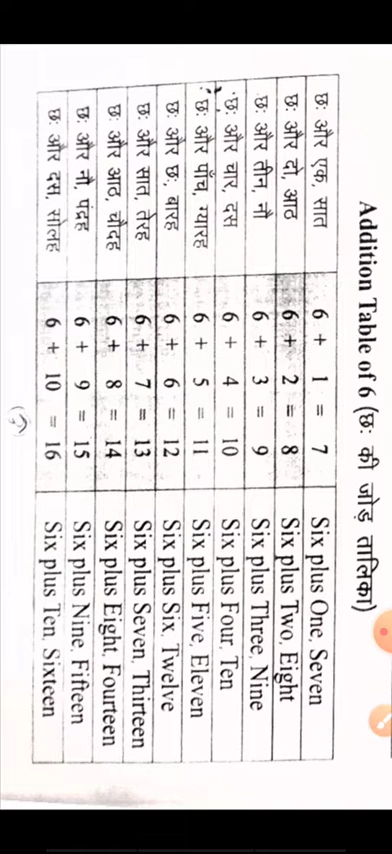 Addition Table of 6 (छः की जोड़ तालिका)
छः और एक, सात 6 + 1 = 7 Six plus One, Seven
छः और दो, आठ 6 + 2 = 8 Six plus Two, Eight
छः और तीन, नौ 6 + 3 = 9 Six plus Three, Nine
छः और चार, दस 6 + 4 = 10 Six plus Four, Ten
छः और पाँच, ग्यारह 6 + 5 = 11 Six plus Five, Eleven
छः और छः, बारह 6 + 6 = 12 Six plus Six, Twelve
छः और सात, तेरह 6 + 7 = 13 Six plus Seven, Thirteen
छः और आठ, चौदह 6 + 8 = 14 Six plus Eight, Fourteen
छः और नौ, पंद्रह 6 + 9 = 15 Six plus Nine, Fifteen
छः और दस, सोलह 6 + 10 = 16 Six plus Ten, Sixteen